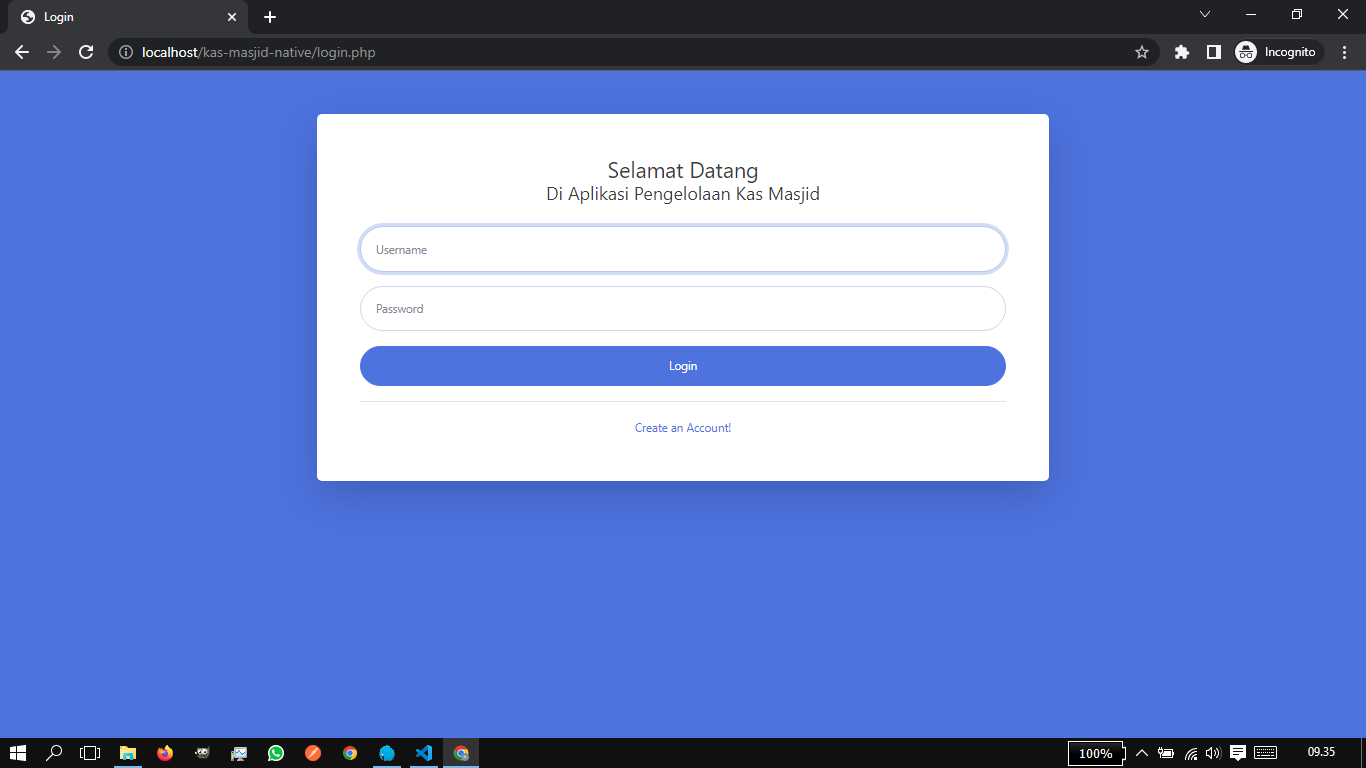 Login
localhost/kas-masjid-native/login.php
Incognito
Selamat Datang
Di Aplikasi Pengelolaan Kas Masjid
Username
Password
Login
Create an Account!
100%
09.35